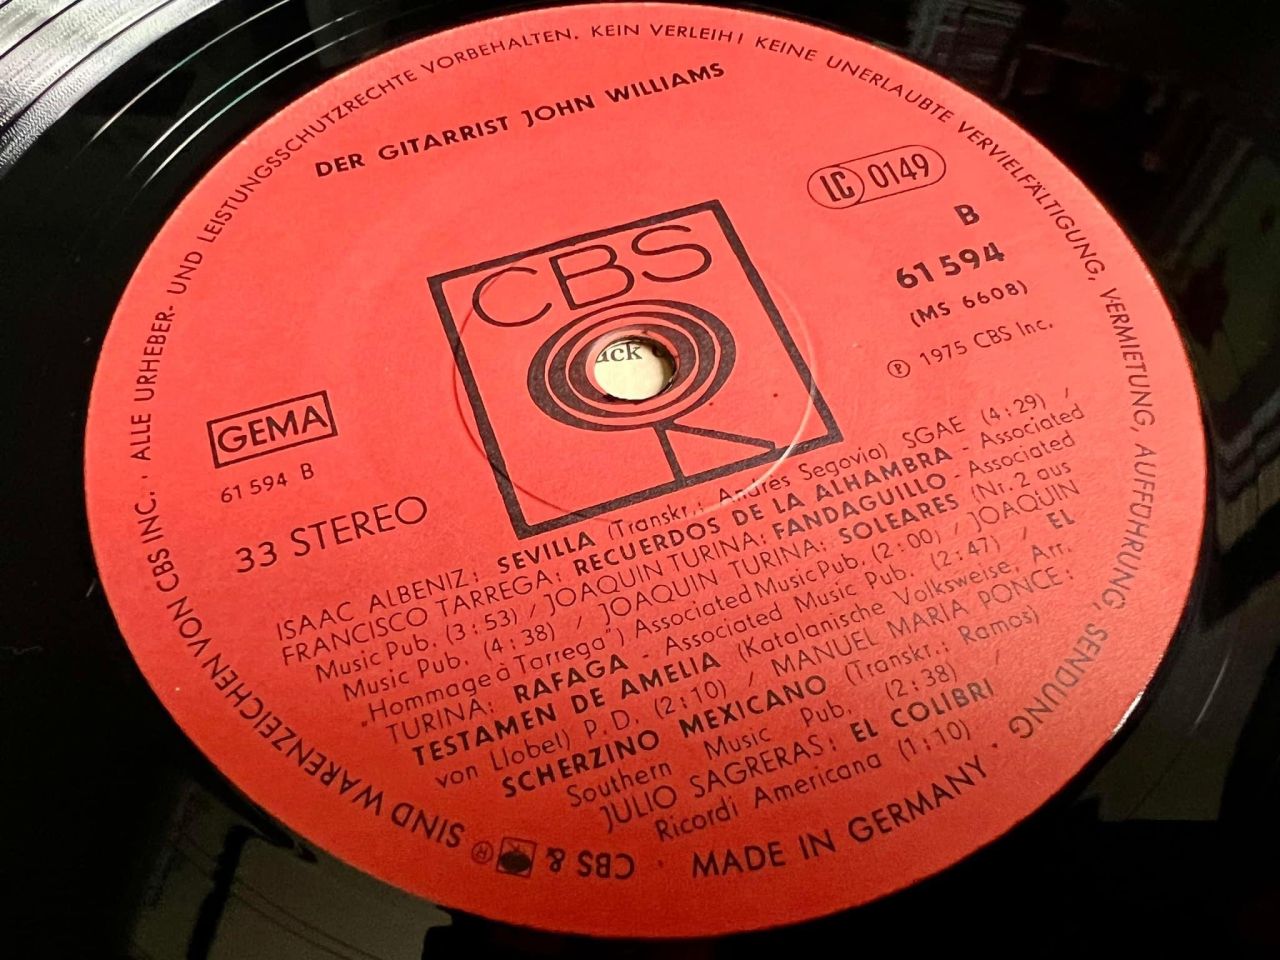 ALLE URHEBER- UND LEISTUNGSSCHUTZRECHTE VORBEHALTEN. KEIN VERLEIH! KEINE UNERLAUBTE VERVIELFÄLTIGUNG, VERMIETUNG, AUFFÜHRUNG, SENDUNG
DER GITARRIST JOHN WILLIAMS
LC 0149
B
61 594
(MS 6608)
℗ 1975 CBS Inc.
CBS
GEMA
61 594 B
33 STEREO
ISAAC ALBENIZ: SEVILLA (Transkr.: Andrés Segovia) SGAE (4:29) /
FRANCISCO TARREGA: RECUERDOS DE LA ALHAMBRA - Associated
Music Pub. (3:53) / JOAQUIN TURINA: FANDAGUILLO - Associated
Music Pub. (4:38) / JOAQUIN TURINA: SOLEARES (Nr. 2 aus
„Hommage à Tarrega") Associated Music Pub. (2:00) / JOAQUIN
TURINA: RAFAGA - Associated Music Pub. (2:47) / EL
TESTAMEN DE AMELIA (Katalanische Volksweise, Arr.
von Llobel) P.D. (2:10) / MANUEL MARIA PONCE:
SCHERZINO MEXICANO (Transkr.: Ramos)
Southern Music Pub. (2:38) /
JULIO SAGRERAS: EL COLIBRI
Ricordi Americana (1:10)
MADE IN GERMANY
CBS & ® SIND WARENZEICHEN VON CBS INC.